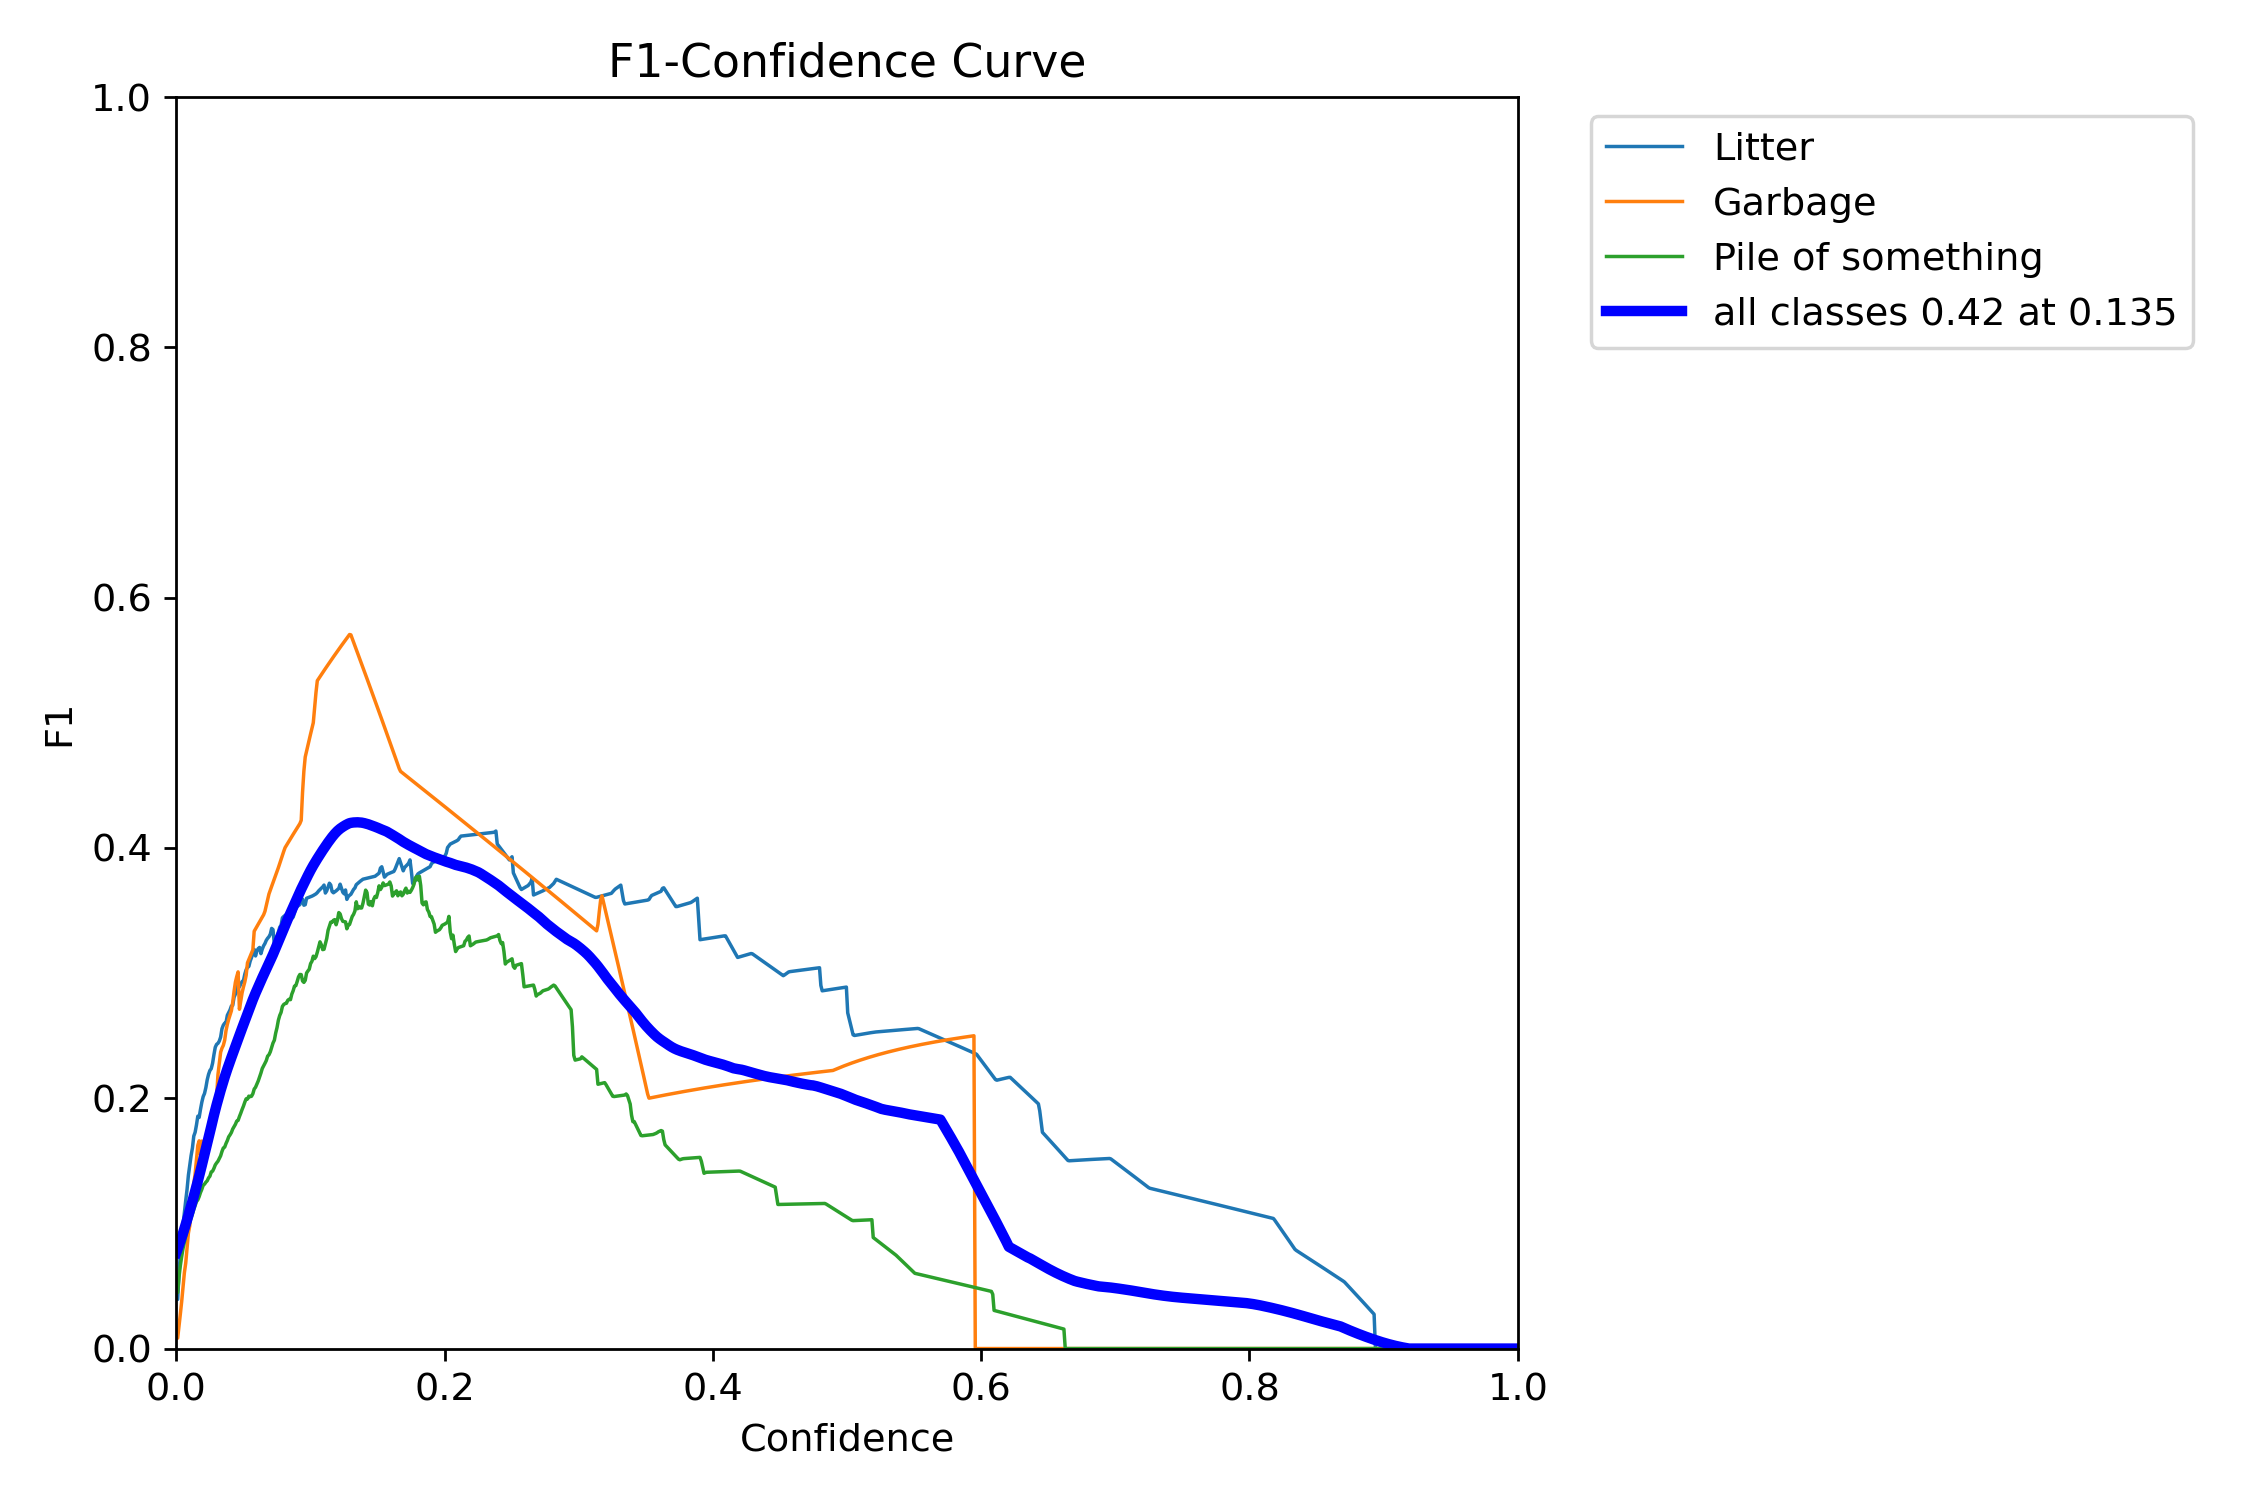 F1-Confidence Curve
1.0
0.8
0.6
0.4
0.2
0.0
F1
0.0 0.2 0.4 0.6 0.8 1.0
Confidence
Litter
Garbage
Pile of something
all classes 0.42 at 0.135